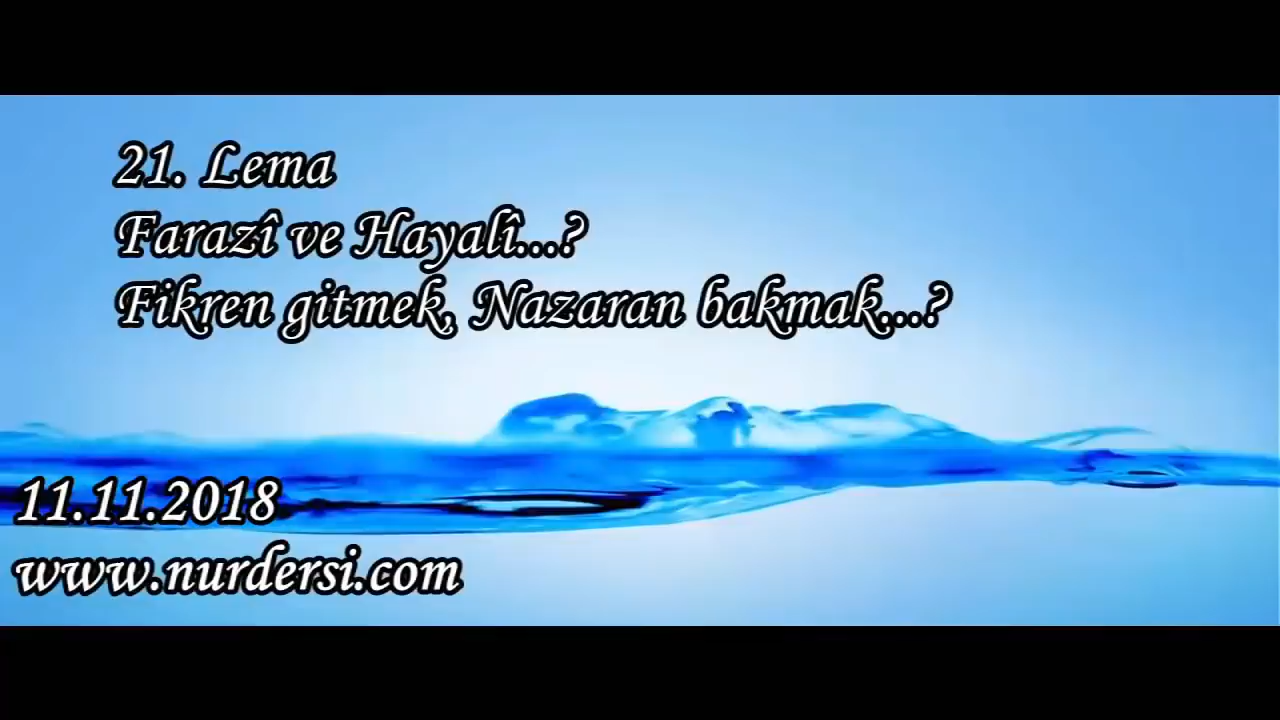 21. Lema
Farazî ve Hayalî...?
Fikren gitmek, Nazaran bakmak...?
11.11.2018
www.nurdersi.com